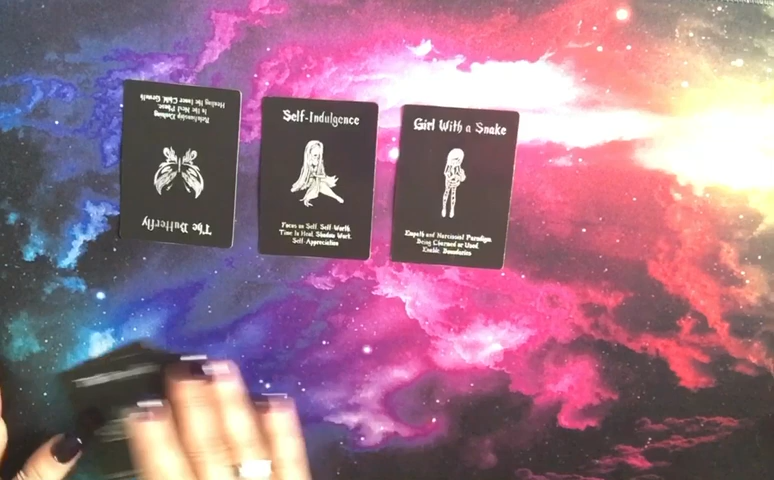 The Butterfly
Relationship Ending
In the Next Phase,
Healing the Inner Child, Growth
Self-Indulgence
Focus on Self, Self-Worth
Time to Heal, Shadow Work,
Self-Appreciation
Girl With a Snake
Empath and Narcissist Paradigm,
Being Charmed or Used,
Enable, Boundaries